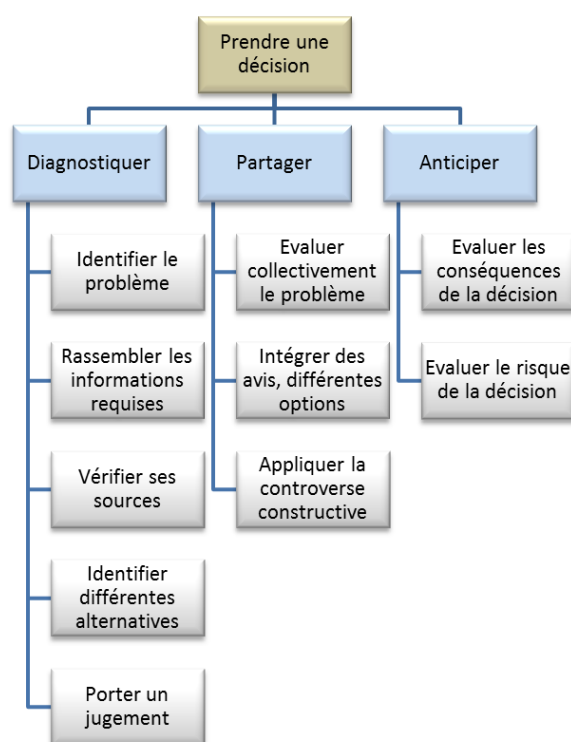 Prendre une
décision
Diagnostiquer
Partager
Anticiper
Identifier le
problème
Rassembler les
informations
requises
Vérifier ses
sources
Identifier
différentes
alternatives
Porter un
jugement
Evaluer
collectivement
le problème
Intégrer des
avis, différentes
options
Appliquer la
controverse
constructive
Evaluer les
conséquences
de la décision
Evaluer le risque
de la décision